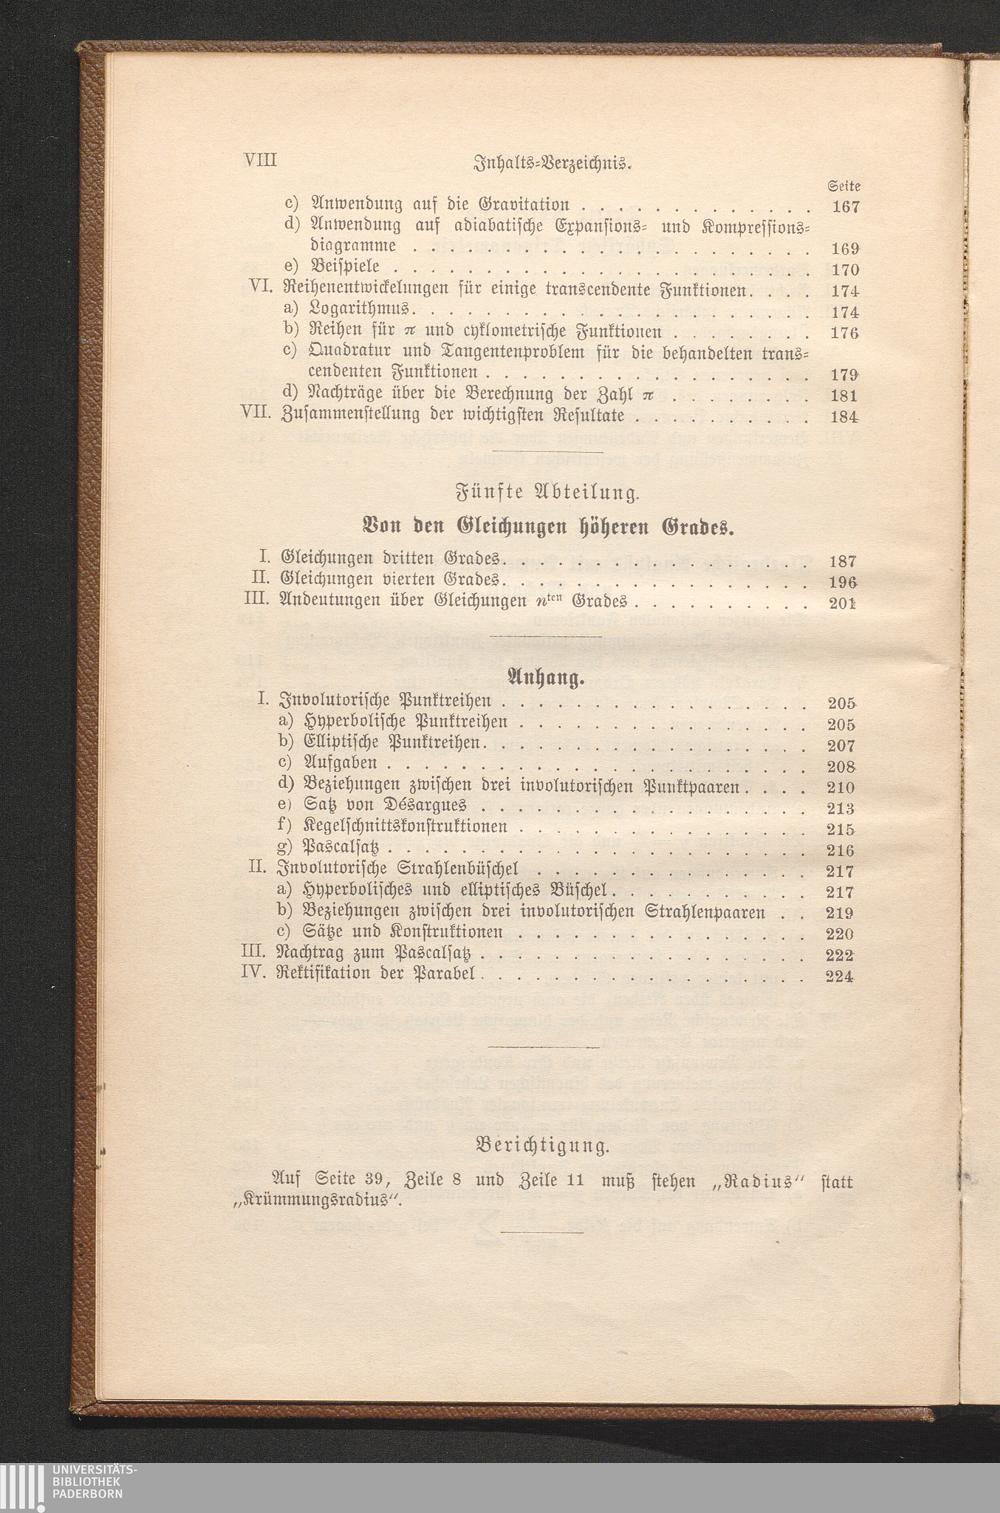 VIII Inhalts-Verzeichnis.
Seite
c) Anwendung auf die Gravitation . . . . . . . . . . . . . 167
d) Anwendung auf adiabatische Expansions- und Kompressions-
diagramme . . . . . . . . . . . . . . . . . . . . . . 169
e) Beispiele . . . . . . . . . . . . . . . . . . . . . . . 170
VI. Reihenentwickelungen für einige transcendente Funktionen. . . . 174
a) Logarithmus. . . . . . . . . . . . . . . . . . . . . . 174
b) Reihen für π und cyklometrische Funktionen . . . . . . . . 176
c) Quadratur und Tangentenproblem für die behandelten trans-
cendenten Funktionen . . . . . . . . . . . . . . . . . . 179
d) Nachträge über die Berechnung der Zahl π . . . . . . . . 181
VII. Zusammenstellung der wichtigsten Resultate . . . . . . . . . . 184
Fünfte Abteilung.
Von den Gleichungen höheren Grades.
I. Gleichungen dritten Grades. . . . . . . . . . . . . . . . . 187
II. Gleichungen vierten Grades. . . . . . . . . . . . . . . . . 196
III. Andeutungen über Gleichungen nten Grades . . . . . . . . . . 201
Anhang.
I. Involutorische Punktreihen . . . . . . . . . . . . . . . . . 205
a) Hyperbolische Punktreihen . . . . . . . . . . . . . . . . 205
b) Elliptische Punktreihen. . . . . . . . . . . . . . . . . . 207
c) Aufgaben . . . . . . . . . . . . . . . . . . . . . . . 208
d) Beziehungen zwischen drei involutorischen Punktpaaren . . . . 210
e) Satz von Désargues . . . . . . . . . . . . . . . . . . 213
f) Kegelschnittskonstruktionen . . . . . . . . . . . . . . . . 215
g) Pascalsatz . . . . . . . . . . . . . . . . . . . . . . . 216
II. Involutorische Strahlenbüschel . . . . . . . . . . . . . . . 217
a) Hyperbolisches und elliptisches Büschel . . . . . . . . . . . 217
b) Beziehungen zwischen drei involutorischen Strahlenpaaren . . 219
c) Sätze und Konstruktionen . . . . . . . . . . . . . . . . 220
III. Nachtrag zum Pascalsatz . . . . . . . . . . . . . . . . . . 222
IV. Rektifikation der Parabel . . . . . . . . . . . . . . . . . . 224
Berichtigung.
Auf Seite 39, Zeile 8 und Zeile 11 muß stehen „Radius“ statt
„Krümmungsradius“.
UNIVERSITÄTS-
BIBLIOTHEK
PADERBORN